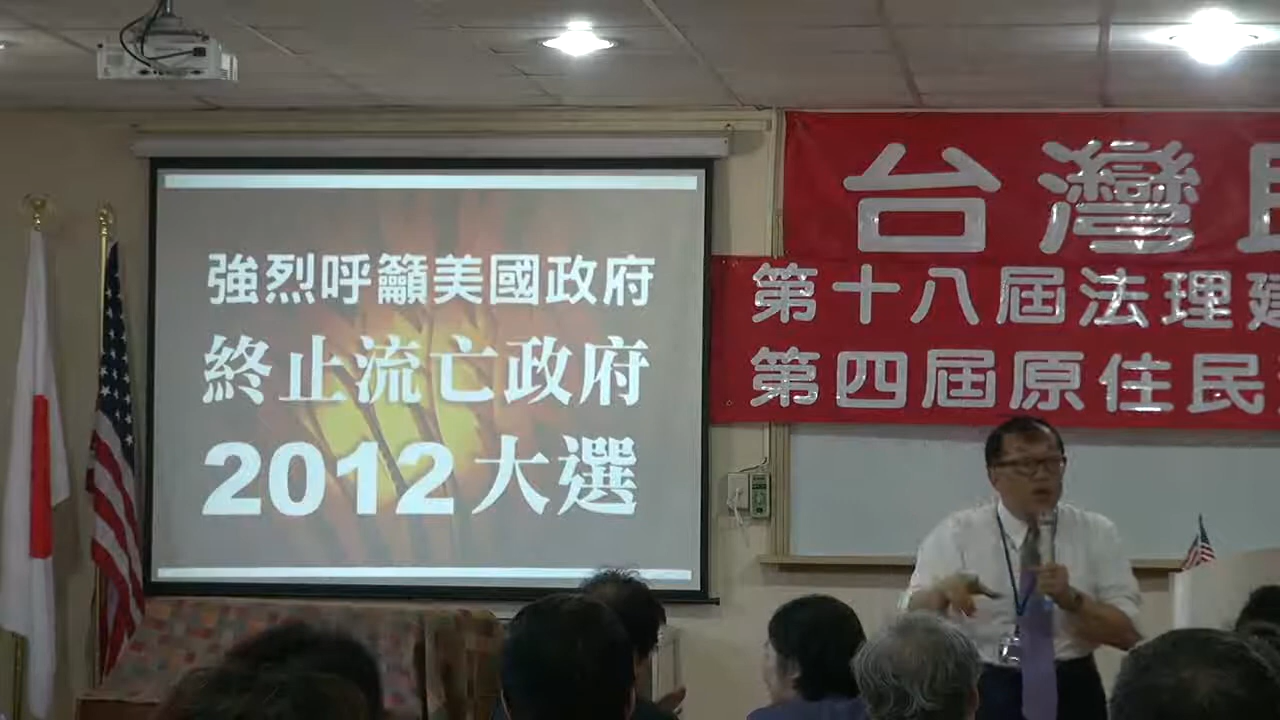 強烈呼籲美國政府
終止流亡政府
2012大選
台灣
第十八屆法理建
第四屆原住民